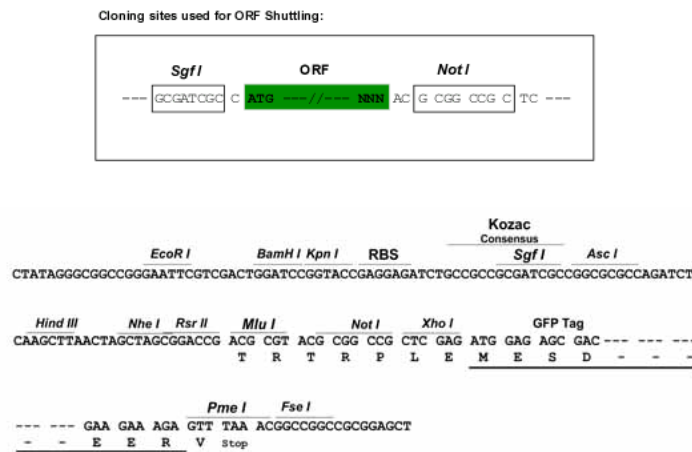 Cloning sites used for ORF Shuttling:
Sgf I ORF Not I
--- GCGATCGC C ATG ---//--- NNN AC G CGG CCG C TC ---
Kozac
Consensus
EcoR I BamH I Kpn I RBS Sgf I Asc I
CTATAGGGCGGCCGGGAATTCGTCGACTGGATCCGGTACCGAGGAGATCTGCCGCCGCGATCGCCGGCGCGCCAGATCT
Hind III Nhe I Rsr II Mlu I Not I Xho I GFP Tag
CAAGCTTAACTAGCTAGCGGACCG ACG CGT ACG CGG CCG CTC GAG ATG GAG AGC GAC--- ------
T R T R P L E M E S D - - -
Pme I Fse I
--- --- GAA GAA AGA GTT TAA ACGGCCGGCCGCGGAGCT
- - E E R V Stop